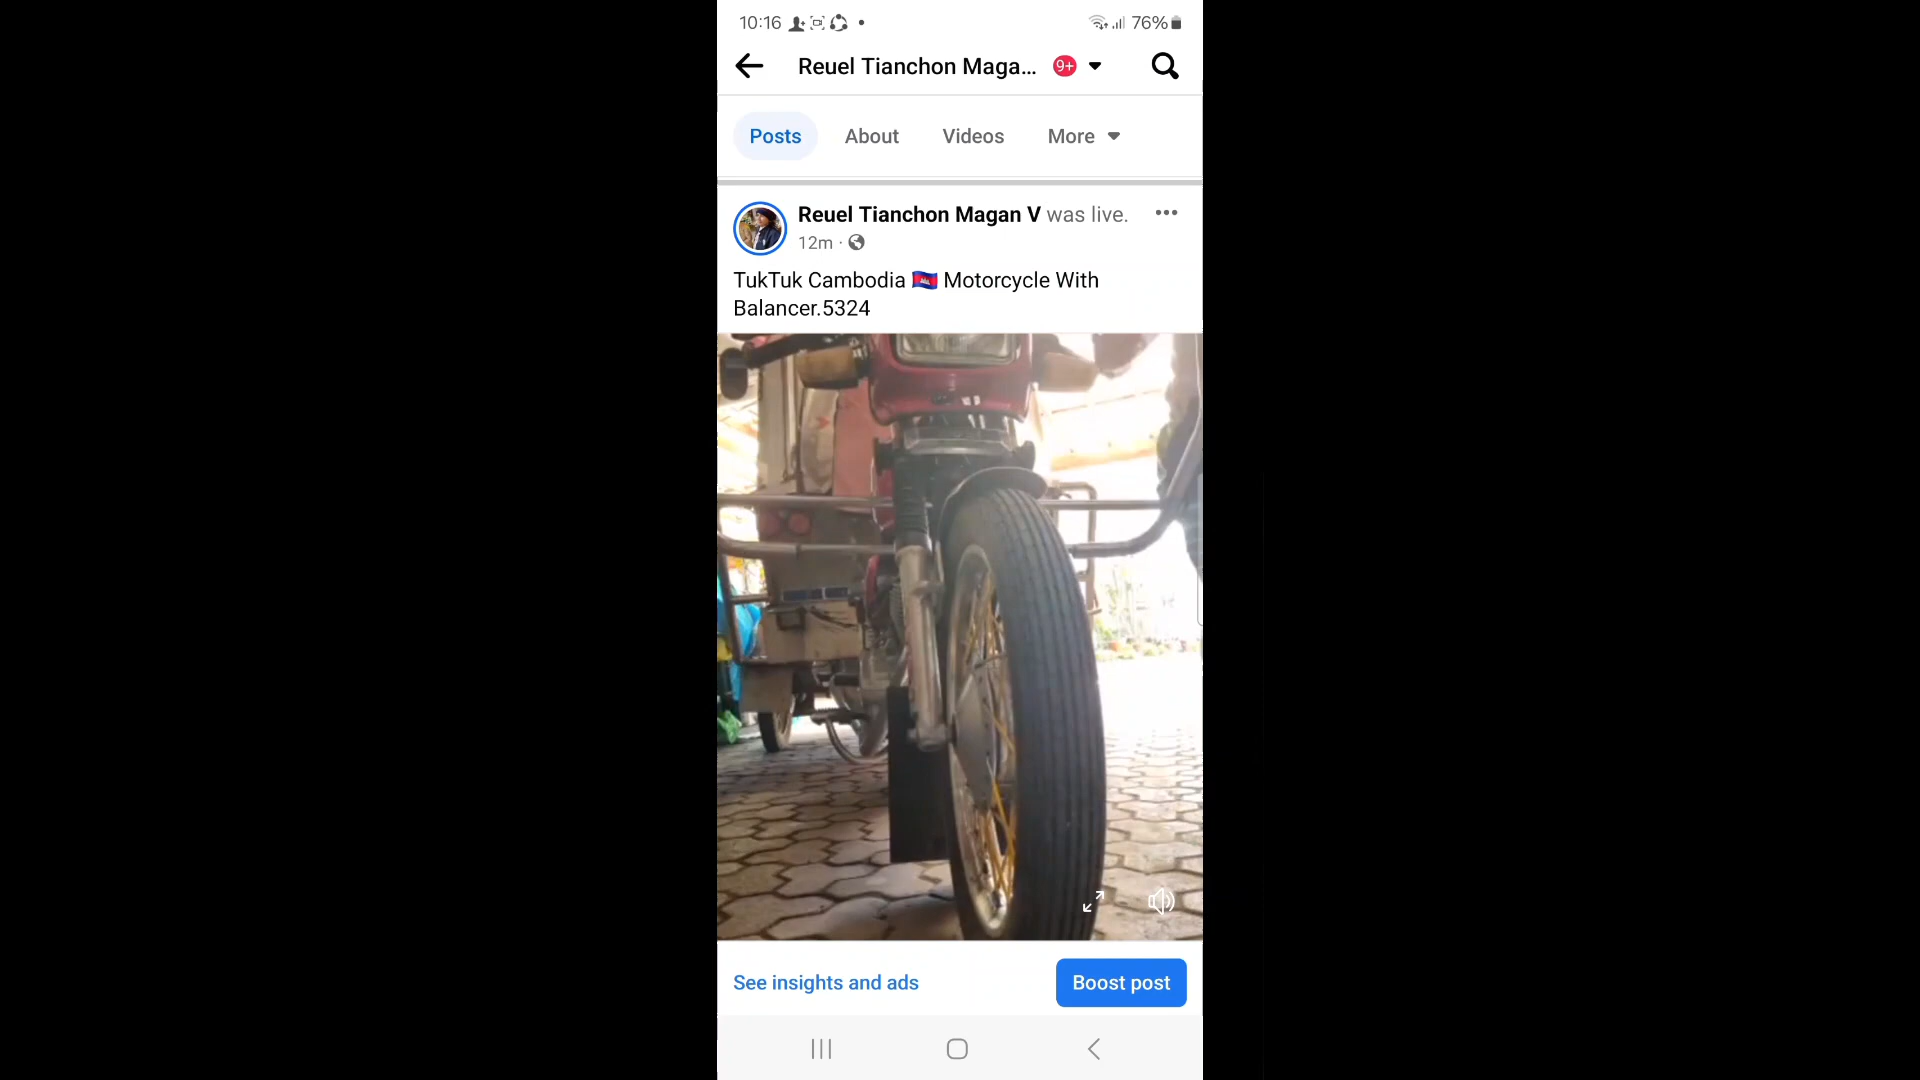 10:16 76%
Reuel Tianchon Maga... 9+
Posts About Videos More
Reuel Tianchon Magan V was live.
12m ·
TukTuk Cambodia 🇰🇭 Motorcycle With
Balancer.5324
See insights and ads Boost post